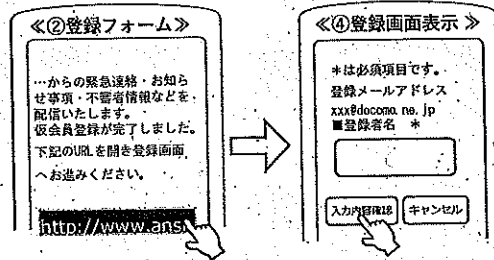 ≪②登録フォーム≫
…からの緊急連絡・お知ら
せ事項・不審者情報などを
配信いたします。
仮会員登録が完了しました。
下記のURLを開き登録画面
へお進みください。
http://www.ans
≪④登録画面表示≫
＊は必須項目です。
登録メールアドレス
xxx@docomo.ne.jp
■登録者名 ＊
入力内容確認 キャンセル